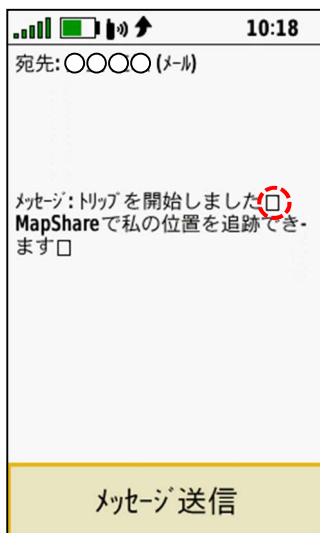 10:18
宛先: ○○○○ (ﾒｰﾙ)
ﾒｯｾｰｼﾞ: ﾄﾘｯﾌﾟを開始しました□
MapShareで私の位置を追跡でき-
ます□
ﾒｯｾｰｼﾞ送信